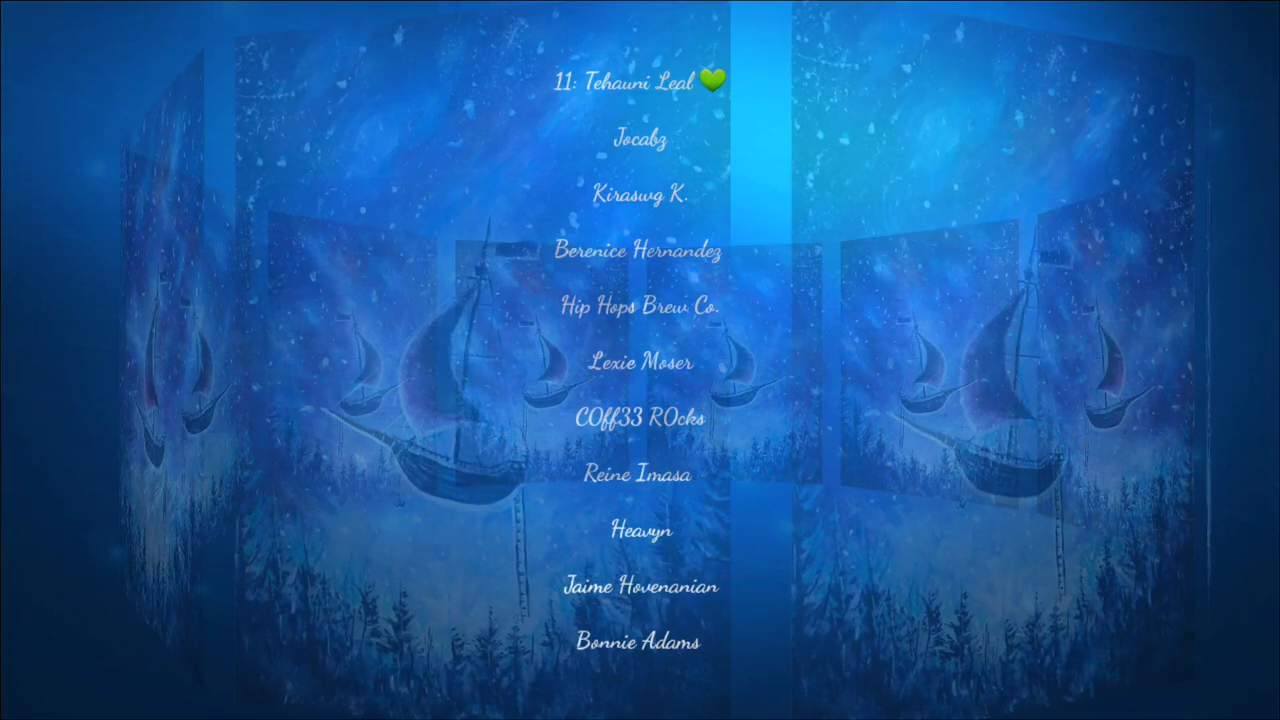 11: Tehauni Leal 💚
Jocabz
Kiraswg K.
Berenice Hernandez
Hip Hops Brew Co.
Lexie Moser
COff33 ROcks
Reine Imasa
Heavyn
Jaime Hovenanian
Bonnie Adams